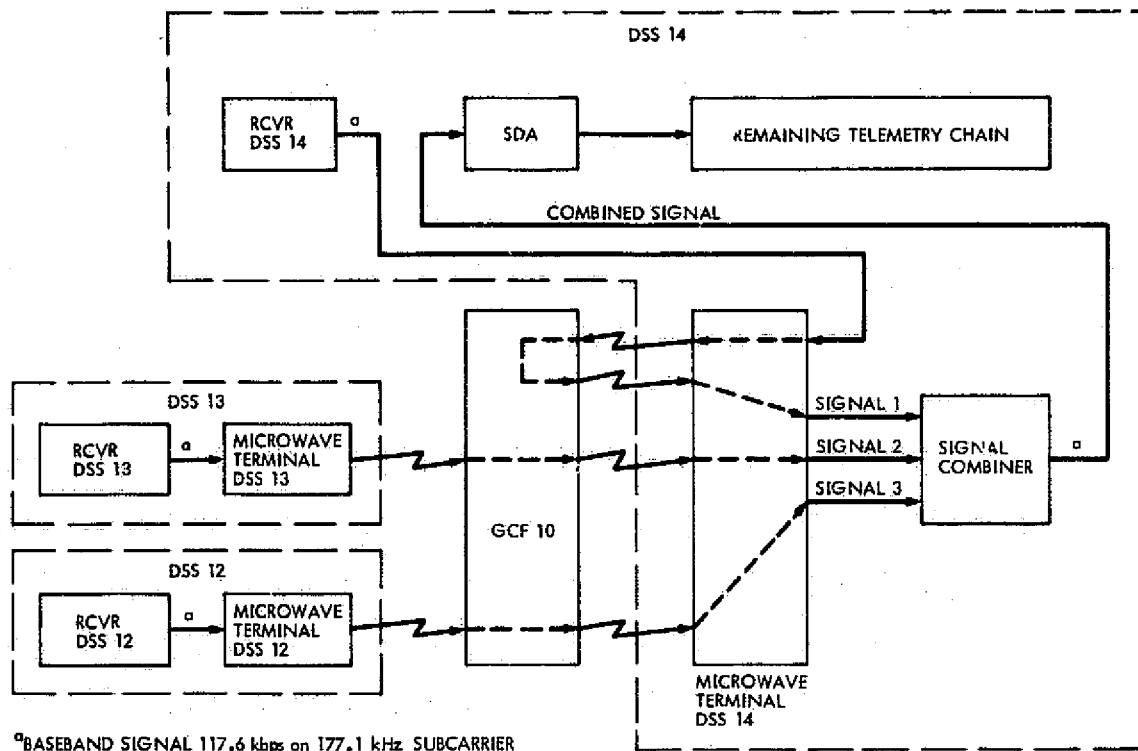 DSS 14
RCVR
DSS 14
a
SDA
REMAINING TELEMETRY CHAIN
COMBINED SIGNAL
DSS 13
RCVR
DSS 13
a
MICROWAVE
TERMINAL
DSS 13
GCF 10
SIGNAL 1
SIGNAL 2
SIGNAL 3
SIGNAL
COMBINER
a
DSS 12
RCVR
DSS 12
a
MICROWAVE
TERMINAL
DSS 12
MICROWAVE
TERMINAL
DSS 14
aBASEBAND SIGNAL 117.6 kbps on 177.1 kHz SUBCARRIER